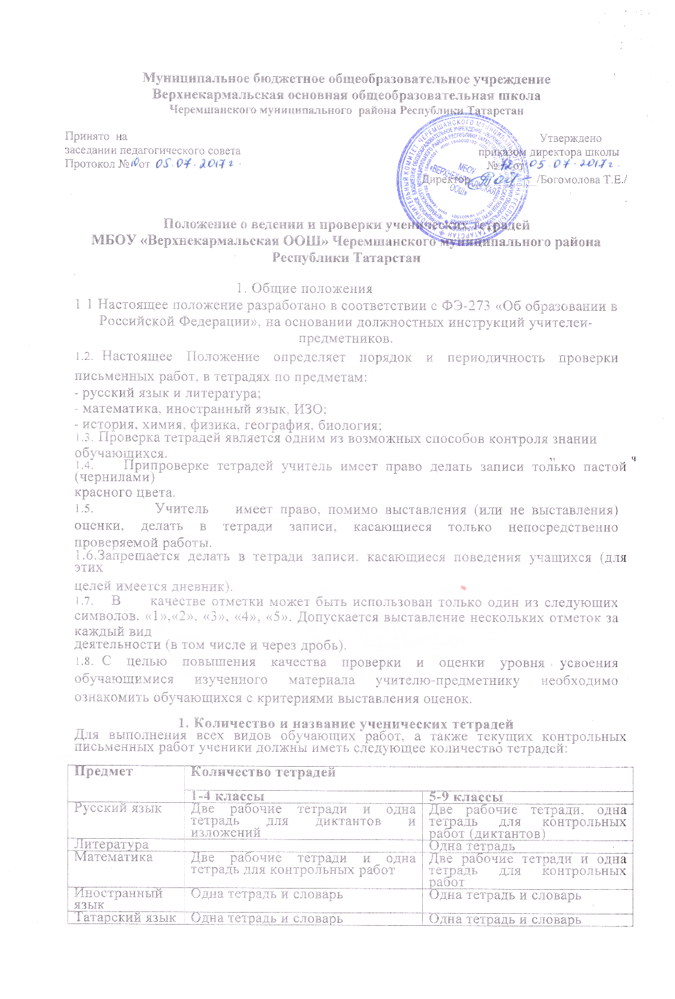 Муниципальное бюджетное общеобразовательное учреждение
Верхнекармальская основная общеобразовательная школа
Черемшанского муниципального района Республики Татарстан
Принято на Утверждено
заседании педагогического совета приказом директора школы
Протокол №10 от 05.07.2017г. №72 от 05.07.2017г.
Директор /Богомолова Т.Е./
МБОУ
«ВЕРХНЕКАРМАЛЬСКАЯ
ООШ»
Положение о ведении и проверки ученических тетрадей
МБОУ «Верхнекармальская ООШ» Черемшанского муниципального района
Республики Татарстан
1. Общие положения
1 1 Настоящее положение разработано в соответствии с ФЭ-273 «Об образовании в
Российской Федерации», на основании должностных инструкций учителеи-
предметников.
1.2. Настоящее Положение определяет порядок и периодичность проверки
письменных работ, в тетрадях по предметам:
- русский язык и литература;
- математика, иностранный язык, ИЗО;
- история, химия, физика, география, биология;
1.3. Проверка тетрадей является одним из возможных способов контроля знании
обучающихся.
1.4. Припроверке тетрадей учитель имеет право делать записи только пастой
(чернилами)
красного цвета.
1.5. Учитель имеет право, помимо выставления (или не выставления)
оценки, делать в тетради записи, касающиеся только непосредственно
проверяемой работы.
1.6.Запрещается делать в тетради записи, касающиеся поведения учащихся (для
этих
целей имеется дневник).
1.7. В качестве отметки может быть использован только один из следующих
символов. «1»,«2», «3», «4», «5». Допускается выставление нескольких отметок за
каждый вид
деятельности (в том числе и через дробь).
1.8. С целью повышения качества проверки и оценки уровня усвоения
обучающимися изученного материала учителю-предметнику необходимо
ознакомить обучающихся с критериями выставления оценок.
1. Количество и название ученических тетрадей
Для выполнения всех видов обучающих работ, а также текущих контрольных
письменных работ ученики должны иметь следующее количество тетрадей:
Предмет Количество тетрадей
1-4 классы 5-9 классы
Русский язык Две рабочие тетради и одна Две рабочие тетради, одна
тетрадь для диктантов и тетрадь для контрольных
изложений работ (диктантов)
Литература Одна тетрадь
Математика Две рабочие тетради и одна Две рабочие тетради и одна
тетрадь для контрольных работ тетрадь для контрольных
работ
Иностранный Одна тетрадь и словарь Одна тетрадь и словарь
язык
Татарский язык Одна тетрадь и словарь Одна тетрадь и словарь